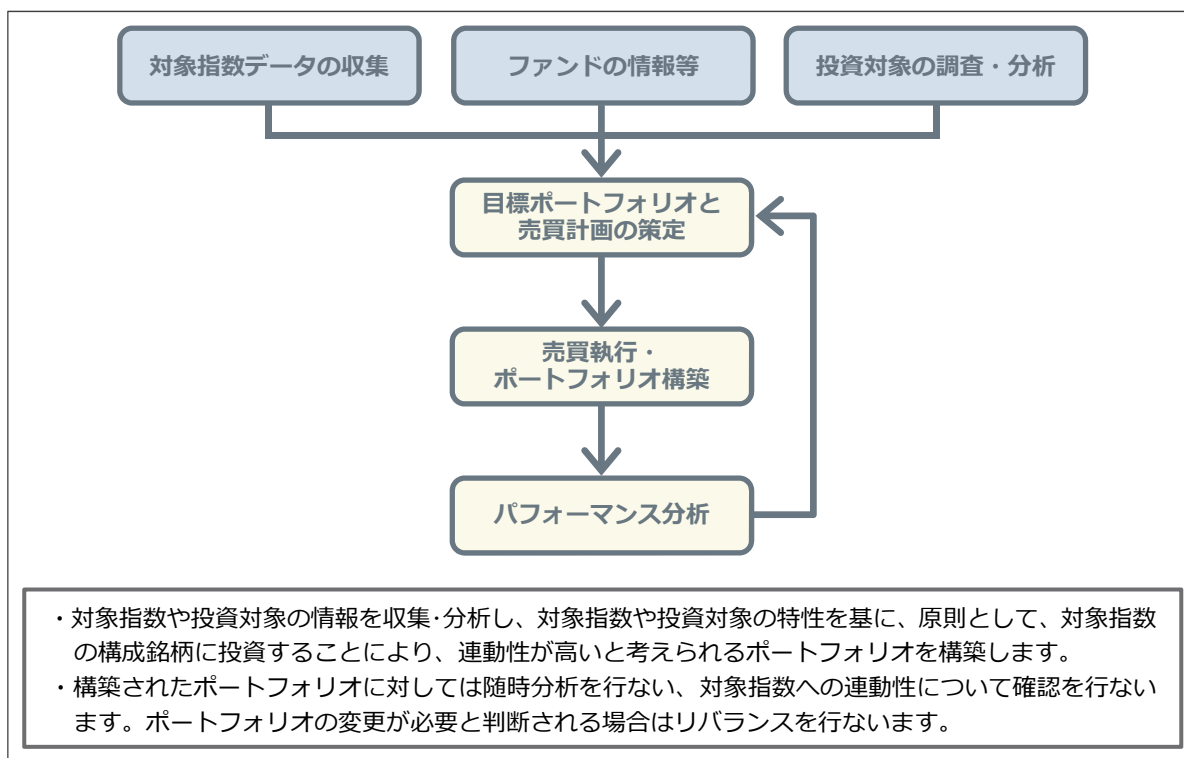 対象指数データの収集
ファンドの情報等
投資対象の調査・分析
目標ポートフォリオと
売買計画の策定
売買執行・
ポートフォリオ構築
パフォーマンス分析
・対象指数や投資対象の情報を収集･分析し、対象指数や投資対象の特性を基に、原則として、対象指数
の構成銘柄に投資することにより、連動性が高いと考えられるポートフォリオを構築します。
・構築されたポートフォリオに対しては随時分析を行ない、対象指数への連動性について確認を行ない
ます。ポートフォリオの変更が必要と判断される場合はリバランスを行ないます。